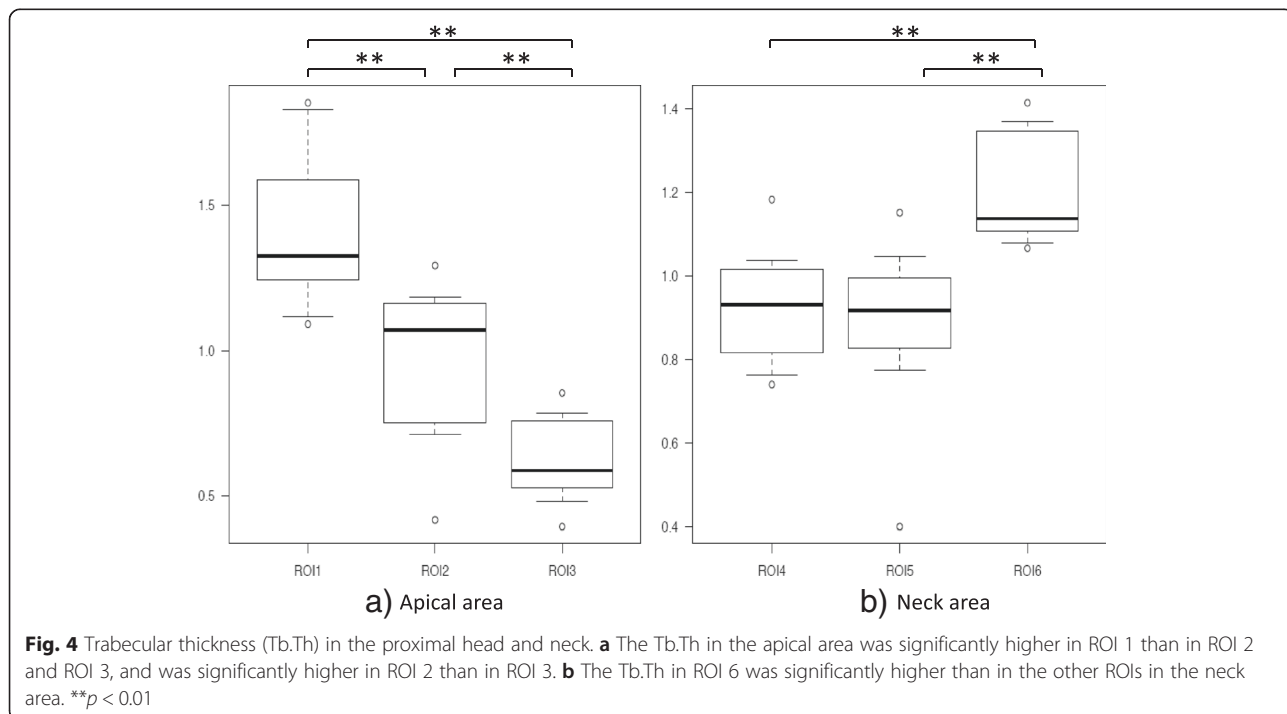 **
** **
** 
**
1.5
1.0
0.5
ROI1 ROI2 ROI3
a) Apical area
1.4
1.2
1.0
0.8
0.6
0.4
ROI4 ROI5 ROI6
b) Neck area
Fig. 4 Trabecular thickness (Tb.Th) in the proximal head and neck. a The Tb.Th in the apical area was significantly higher in ROI 1 than in ROI 2
and ROI 3, and was significantly higher in ROI 2 than in ROI 3. b The Tb.Th in ROI 6 was significantly higher than in the other ROIs in the neck
area. **p < 0.01